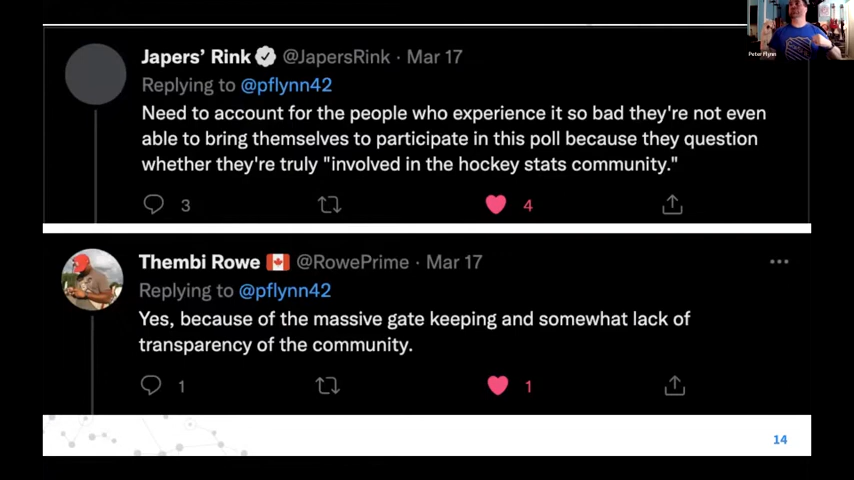 Peter Flynn
Japers' Rink @JapersRink · Mar 17
Replying to @pflynn42
Need to account for the people who experience it so bad they're not even
able to bring themselves to participate in this poll because they question
whether they're truly "involved in the hockey stats community."
3 4
Thembi Rowe 🇨🇦 @RowePrime · Mar 17
Replying to @pflynn42
Yes, because of the massive gate keeping and somewhat lack of
transparency of the community.
1 1
14